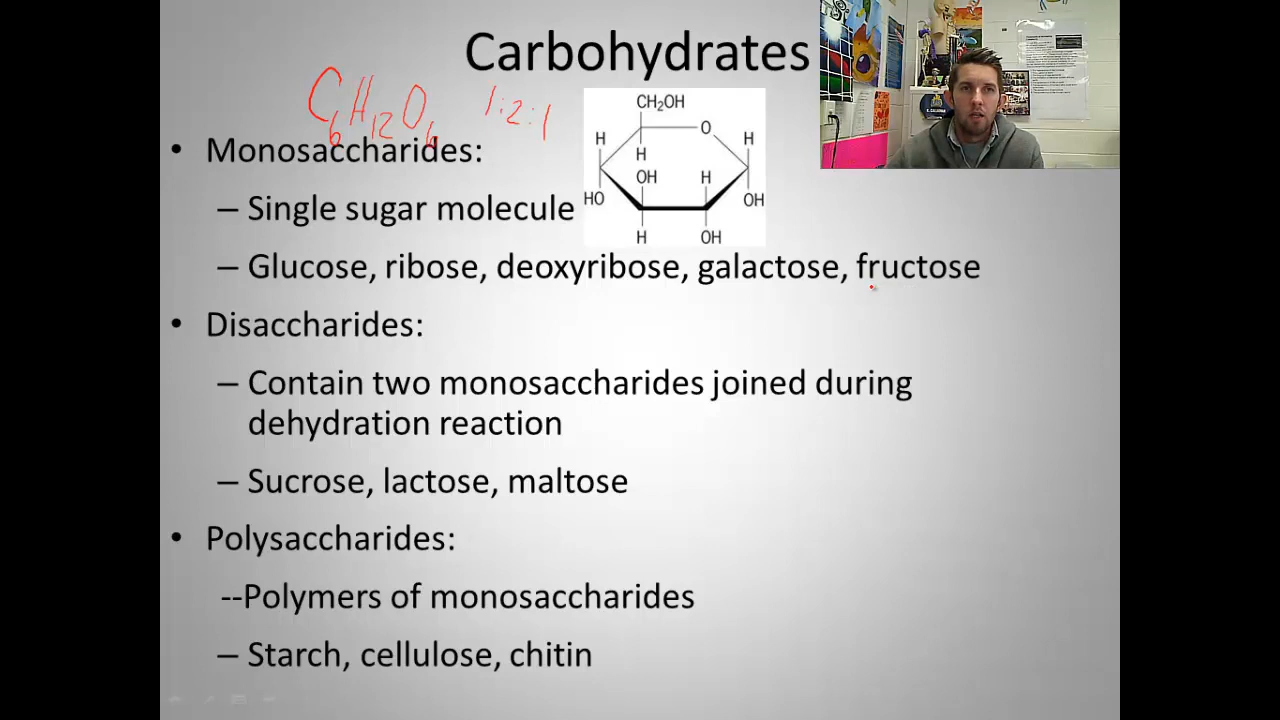 Carbohydrates
C6H12O6 1:2:1
CH₂OH
O
H
H
H
OH
H
HO
OH
H
OH
• Monosaccharides:
– Single sugar molecule
– Glucose, ribose, deoxyribose, galactose, fructose
• Disaccharides:
– Contain two monosaccharides joined during
dehydration reaction
– Sucrose, lactose, maltose
• Polysaccharides:
--Polymers of monosaccharides
– Starch, cellulose, chitin